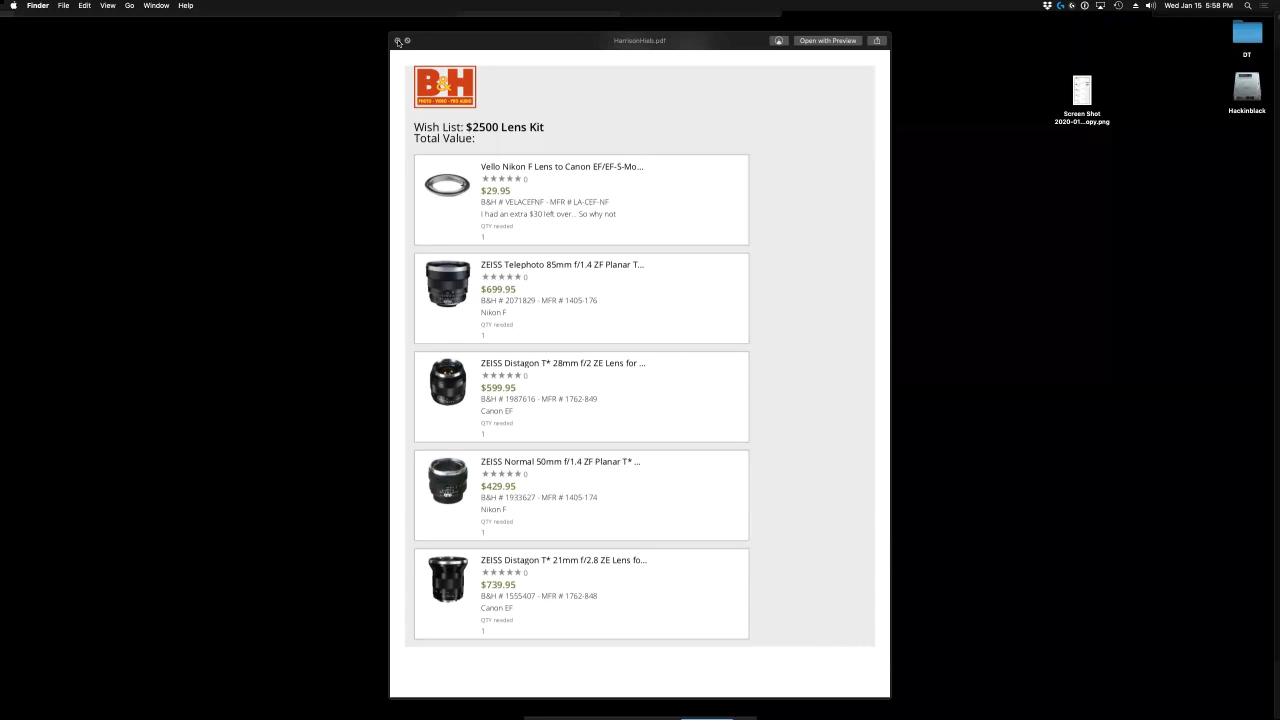 Finder File Edit View Go Window Help
Wed Jan 15 5:58 PM
HarrisonHieb.pdf
Open with Preview
DT
Screen Shot
2020-01...opy.png
Hackinblack
B&H
PHOTO - VIDEO - PRO AUDIO
Wish List: $2500 Lens Kit
Total Value:
Vello Nikon F Lens to Canon EF/EF-S-Mo...
★★★★★ ()
$29.95
B&H # VELACEFNF - MFR # LA-CEF-NF
I had an extra $30 left over... So why not
QTY needed
1
ZEISS Telephoto 85mm f/1.4 ZF Planar T...
★★★★★ ()
$699.95
B&H # 2071829 - MFR # 1405-176
Nikon F
QTY needed
1
ZEISS Distagon T* 28mm f/2 ZE Lens for ...
★★★★★ ()
$599.95
B&H # 1987616 - MFR # 1762-849
Canon EF
QTY needed
1
ZEISS Normal 50mm f/1.4 ZF Planar T* ...
★★★★★ ()
$429.95
B&H # 1933627 - MFR # 1405-174
Nikon F
QTY needed
1
ZEISS Distagon T* 21mm f/2.8 ZE Lens fo...
★★★★★ ()
$739.95
B&H # 1555407 - MFR # 1762-848
Canon EF
QTY needed
1